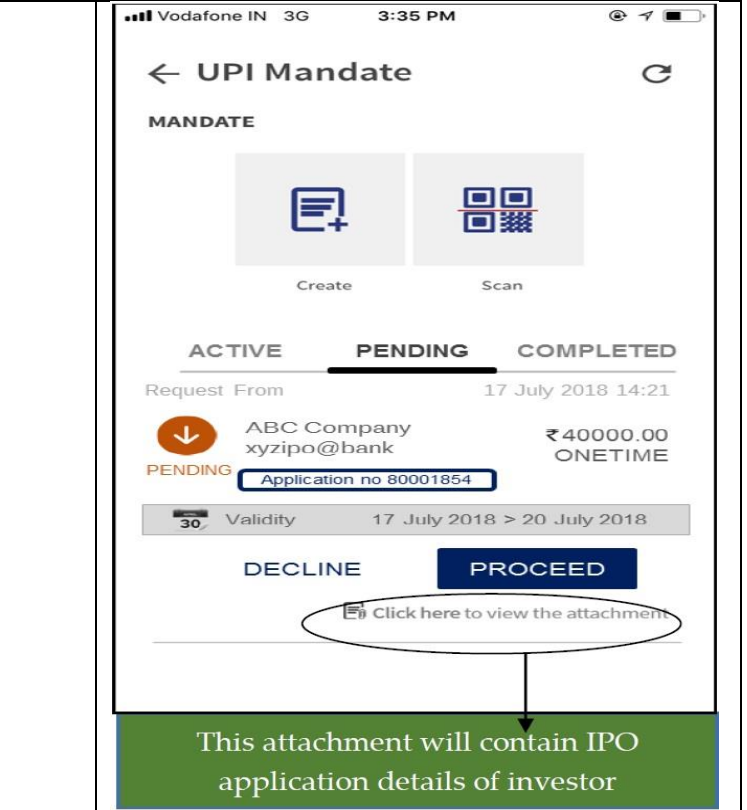 Vodafone IN 3G 3:35 PM
← UPI Mandate
MANDATE
Create Scan
ACTIVE PENDING COMPLETED
Request From 17 July 2018 14:21
ABC Company ₹40000.00
xyzipo@bank ONETIME
PENDING
Application no 80001854
30 Validity 17 July 2018 > 20 July 2018
DECLINE PROCEED
Click here to view the attachment
This attachment will contain IPO
application details of investor